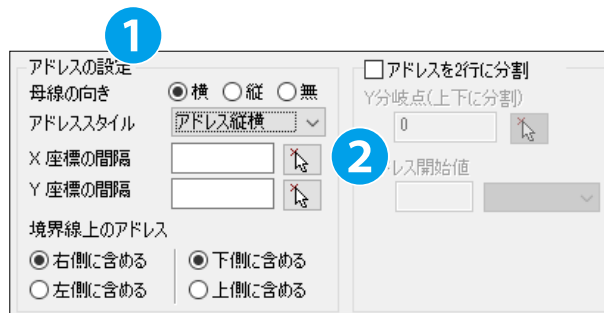 1
アドレスの設定
母線の向き 横 縦 無
アドレススタイル アドレス縦横
X 座標の間隔
Y 座標の間隔
境界線上のアドレス
右側に含める 下側に含める
左側に含める 上側に含める
アドレスを2行に分割
Y分岐点(上下に分割)
0
2
レス開始値